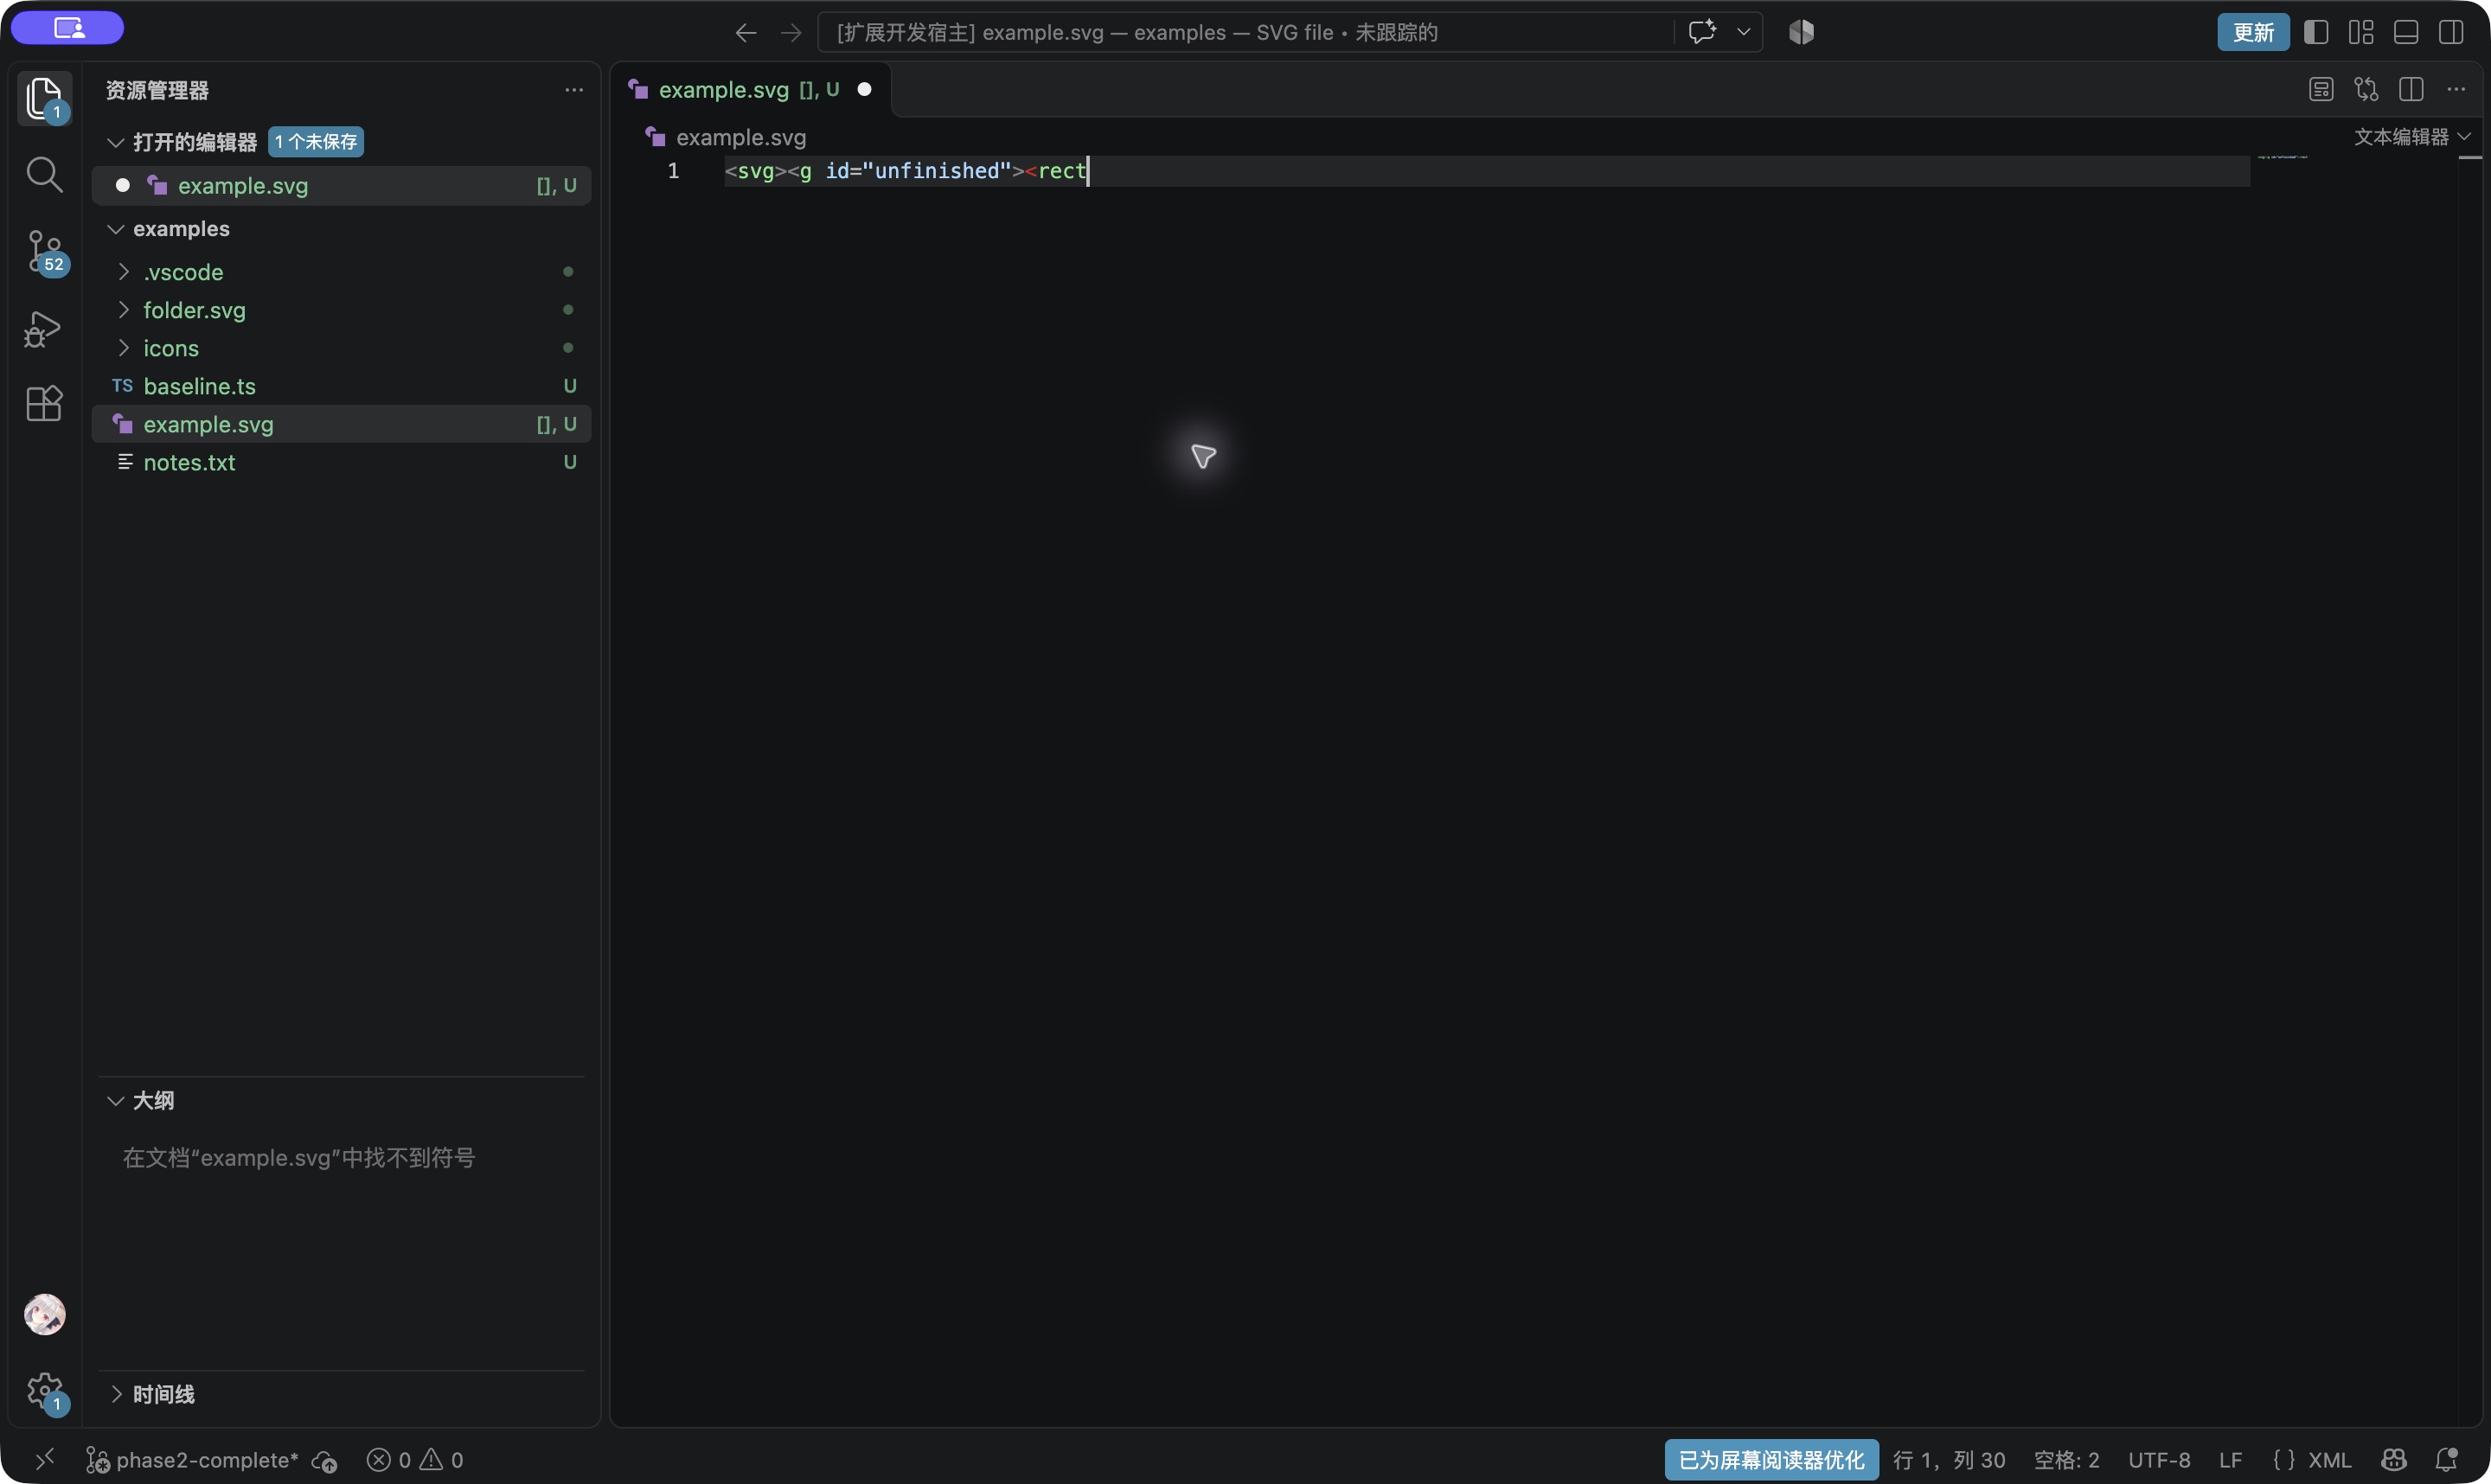 [扩展开发宿主] example.svg — examples — SVG file • 未跟踪的
更新
资源管理器
打开的编辑器 1 个未保存
example.svg [], U
examples
.vscode
folder.svg
icons
TS baseline.ts U
example.svg [], U
notes.txt U
大纲
在文档“example.svg”中找不到符号
时间线
1
52
1
example.svg [], U
example.svg
文本编辑器
1 <svg><g id="unfinished"><rect
phase2-complete* 0 0
已为屏幕阅读器优化 行 1，列 30 空格: 2 UTF-8 LF {} XML